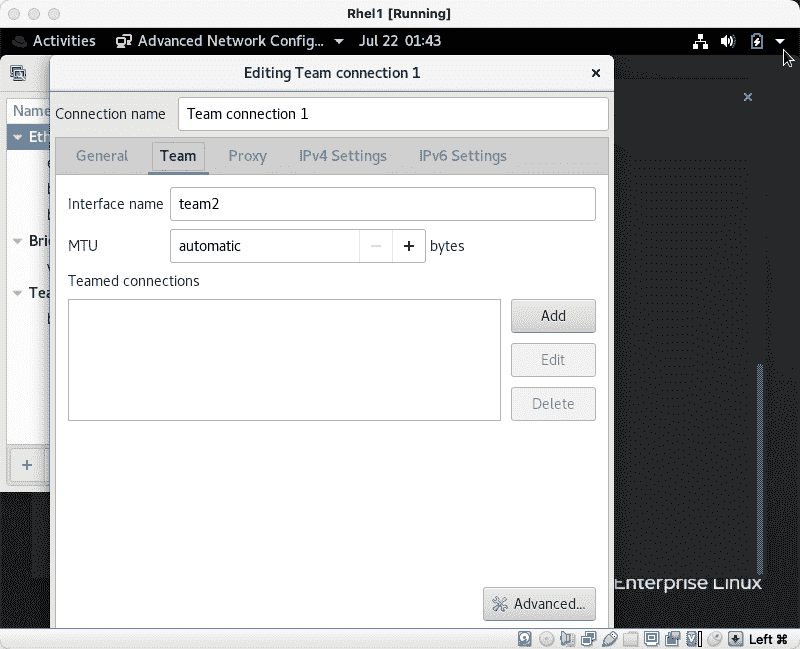 Rhel1 [Running]
Activities Advanced Network Config... Jul 22 01:43
Editing Team connection 1
Name
Connection name Team connection 1
Eth
General Team Proxy IPv4 Settings IPv6 Settings
Interface name team2
Bri
MTU automatic bytes
Teamed connections
Tea
Add
Edit
Delete
Advanced...
Enterprise Linux
Left ⌘